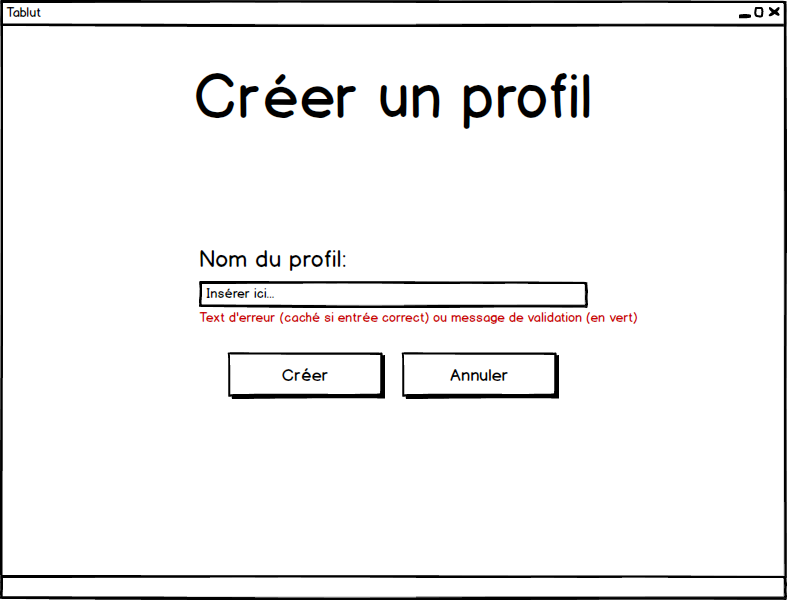 Tablut
Créer un profil
Nom du profil:
Insérer ici...
Text d'erreur (caché si entrée correct) ou message de validation (en vert)
Créer
Annuler